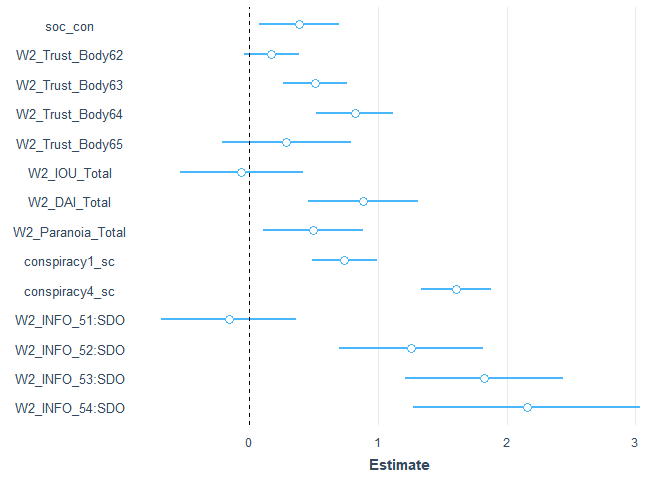 soc_con
W2_Trust_Body62
W2_Trust_Body63
W2_Trust_Body64
W2_Trust_Body65
W2_IOU_Total
W2_DAI_Total
W2_Paranoia_Total
conspiracy1_sc
conspiracy4_sc
W2_INFO_51:SDO
W2_INFO_52:SDO
W2_INFO_53:SDO
W2_INFO_54:SDO
0 1 2 3
Estimate